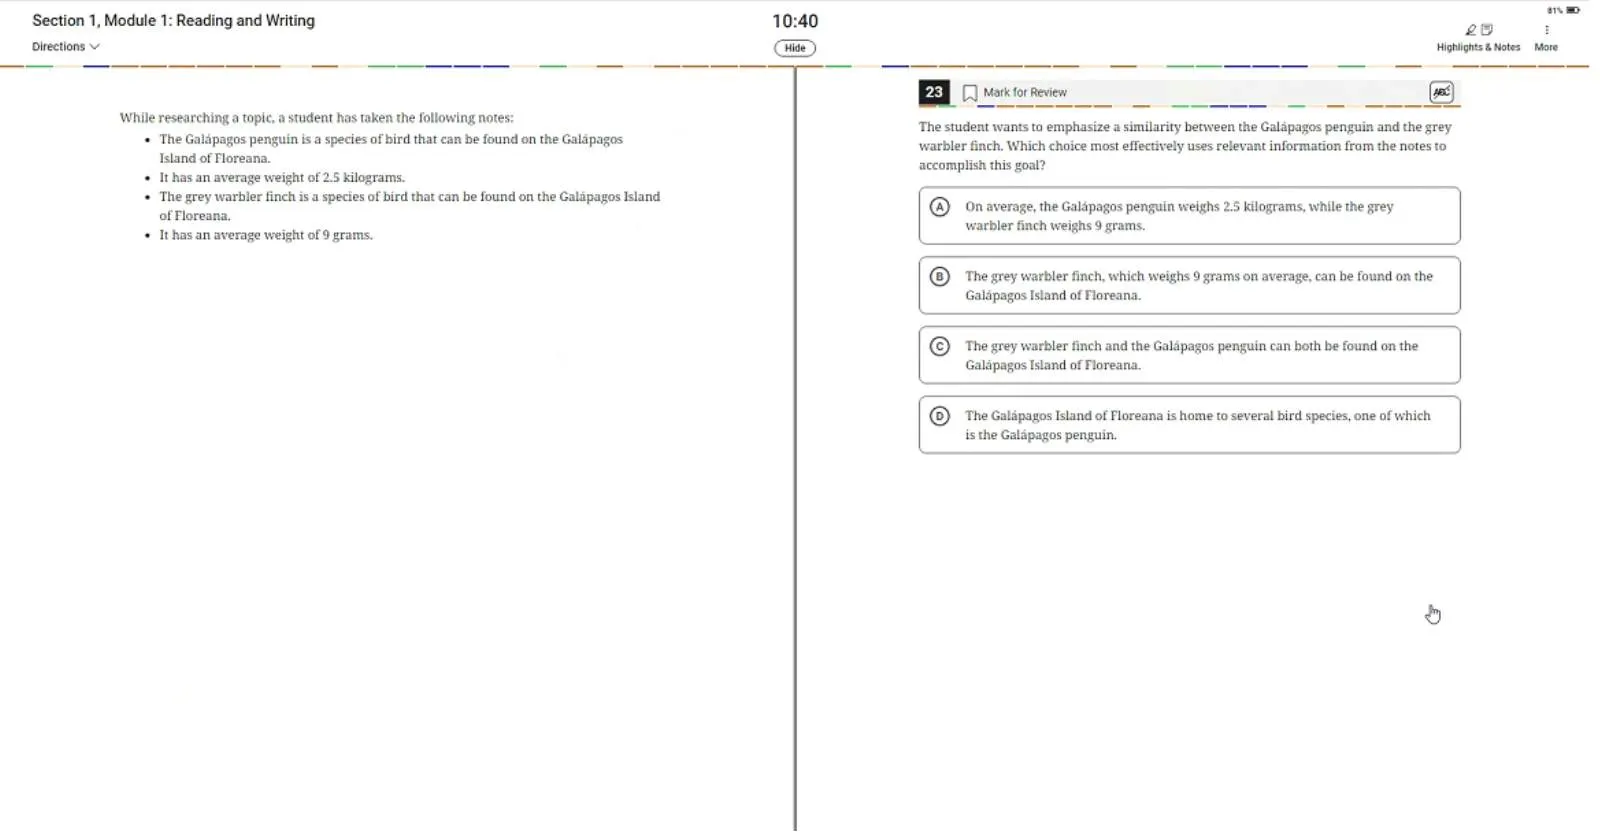 Section 1, Module 1: Reading and Writing
10:40
81%
Directions
Hide
Highlights & Notes
More
While researching a topic, a student has taken the following notes:
• The Galápagos penguin is a species of bird that can be found on the Galápagos
Island of Floreana.
• It has an average weight of 2.5 kilograms.
• The grey warbler finch is a species of bird that can be found on the Galápagos Island
of Floreana.
• It has an average weight of 9 grams.
23
Mark for Review
ABC
The student wants to emphasize a similarity between the Galápagos penguin and the grey
warbler finch. Which choice most effectively uses relevant information from the notes to
accomplish this goal?
A On average, the Galápagos penguin weighs 2.5 kilograms, while the grey
warbler finch weighs 9 grams.
B The grey warbler finch, which weighs 9 grams on average, can be found on the
Galápagos Island of Floreana.
C The grey warbler finch and the Galápagos penguin can both be found on the
Galápagos Island of Floreana.
D The Galápagos Island of Floreana is home to several bird species, one of which
is the Galápagos penguin.